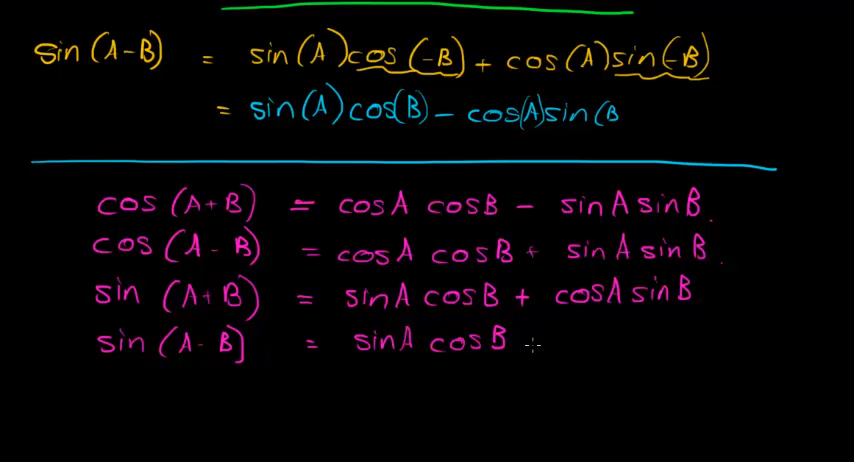 sin (A-B) = sin(A)cos(-B) + cos(A)sin(-B)
= sin(A)cos(B) - cos(A)sin(B
cos (A+B) = cosA cosB - sinA sinB.
cos (A-B) = cosA cosB + sinA sinB.
sin (A+B) = sinA cosB + cosA sinB
sin (A-B) = sinA cosB